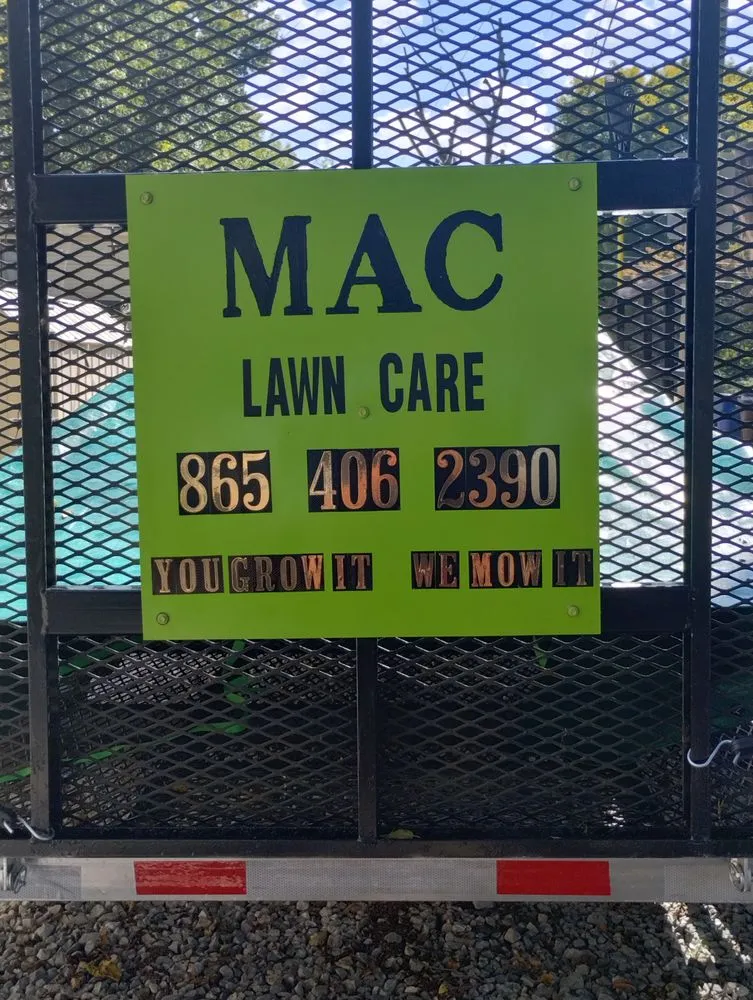 MAC
LAWN CARE
865 406 2390
YOU GROW IT WE MOW IT